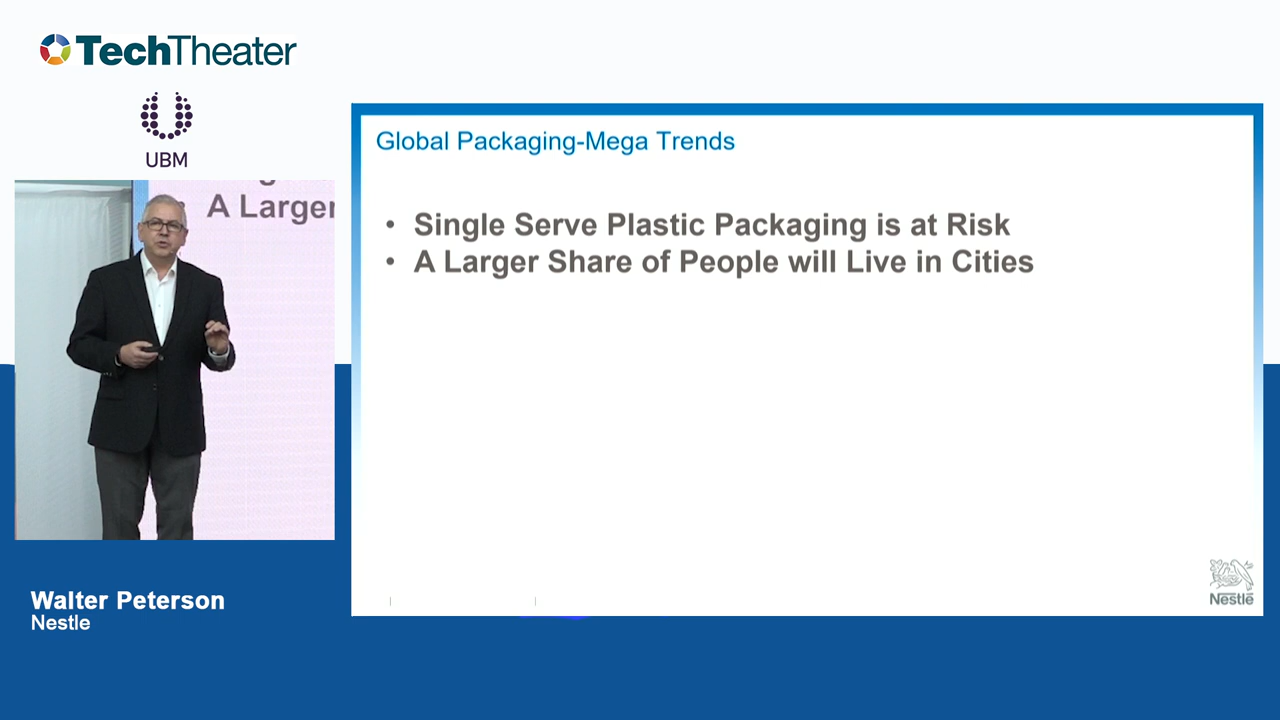 TechTheater
UBM
A Larger
Global Packaging-Mega Trends
• Single Serve Plastic Packaging is at Risk
• A Larger Share of People will Live in Cities
Nestlé
Walter Peterson
Nestle